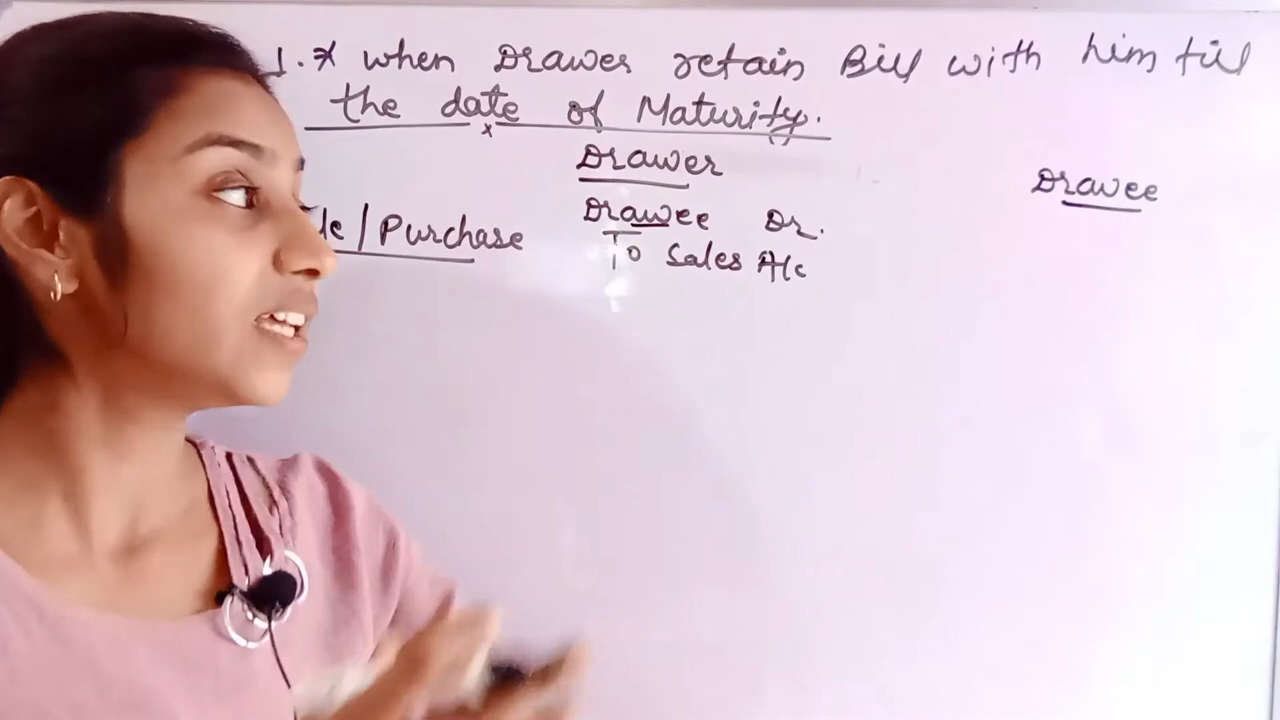 1. * when Drawer retain Bill with him till
the date of Maturity.
Drawer
Drawee
/ Purchase
Drawee Dr.
To Sales A/c